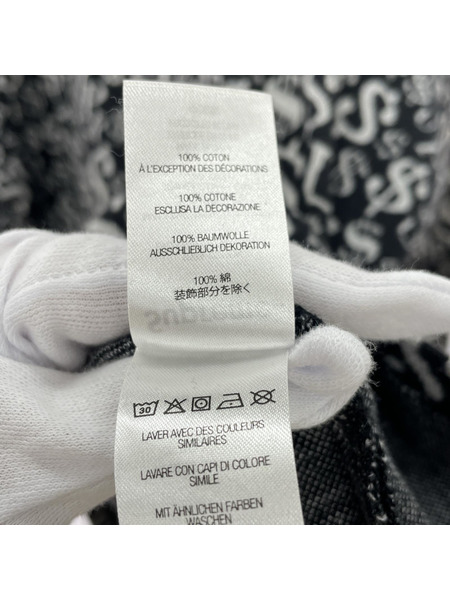 100% COTON
À L'EXCEPTION DES DÉCORATIONS
100% COTONE
ESCLUSA LA DECORAZIONE
100% BAUMWOLLE
AUSSCHLIEßLICH DEKORATION
100% 綿
装飾部分を除く
Supreme
30
LAVER AVEC DES COULEURS
SIMILAIRES
LAVARE CON CAPI DI COLORE
SIMILE
MIT ÄHNLICHEN FARBEN
WASCHEN